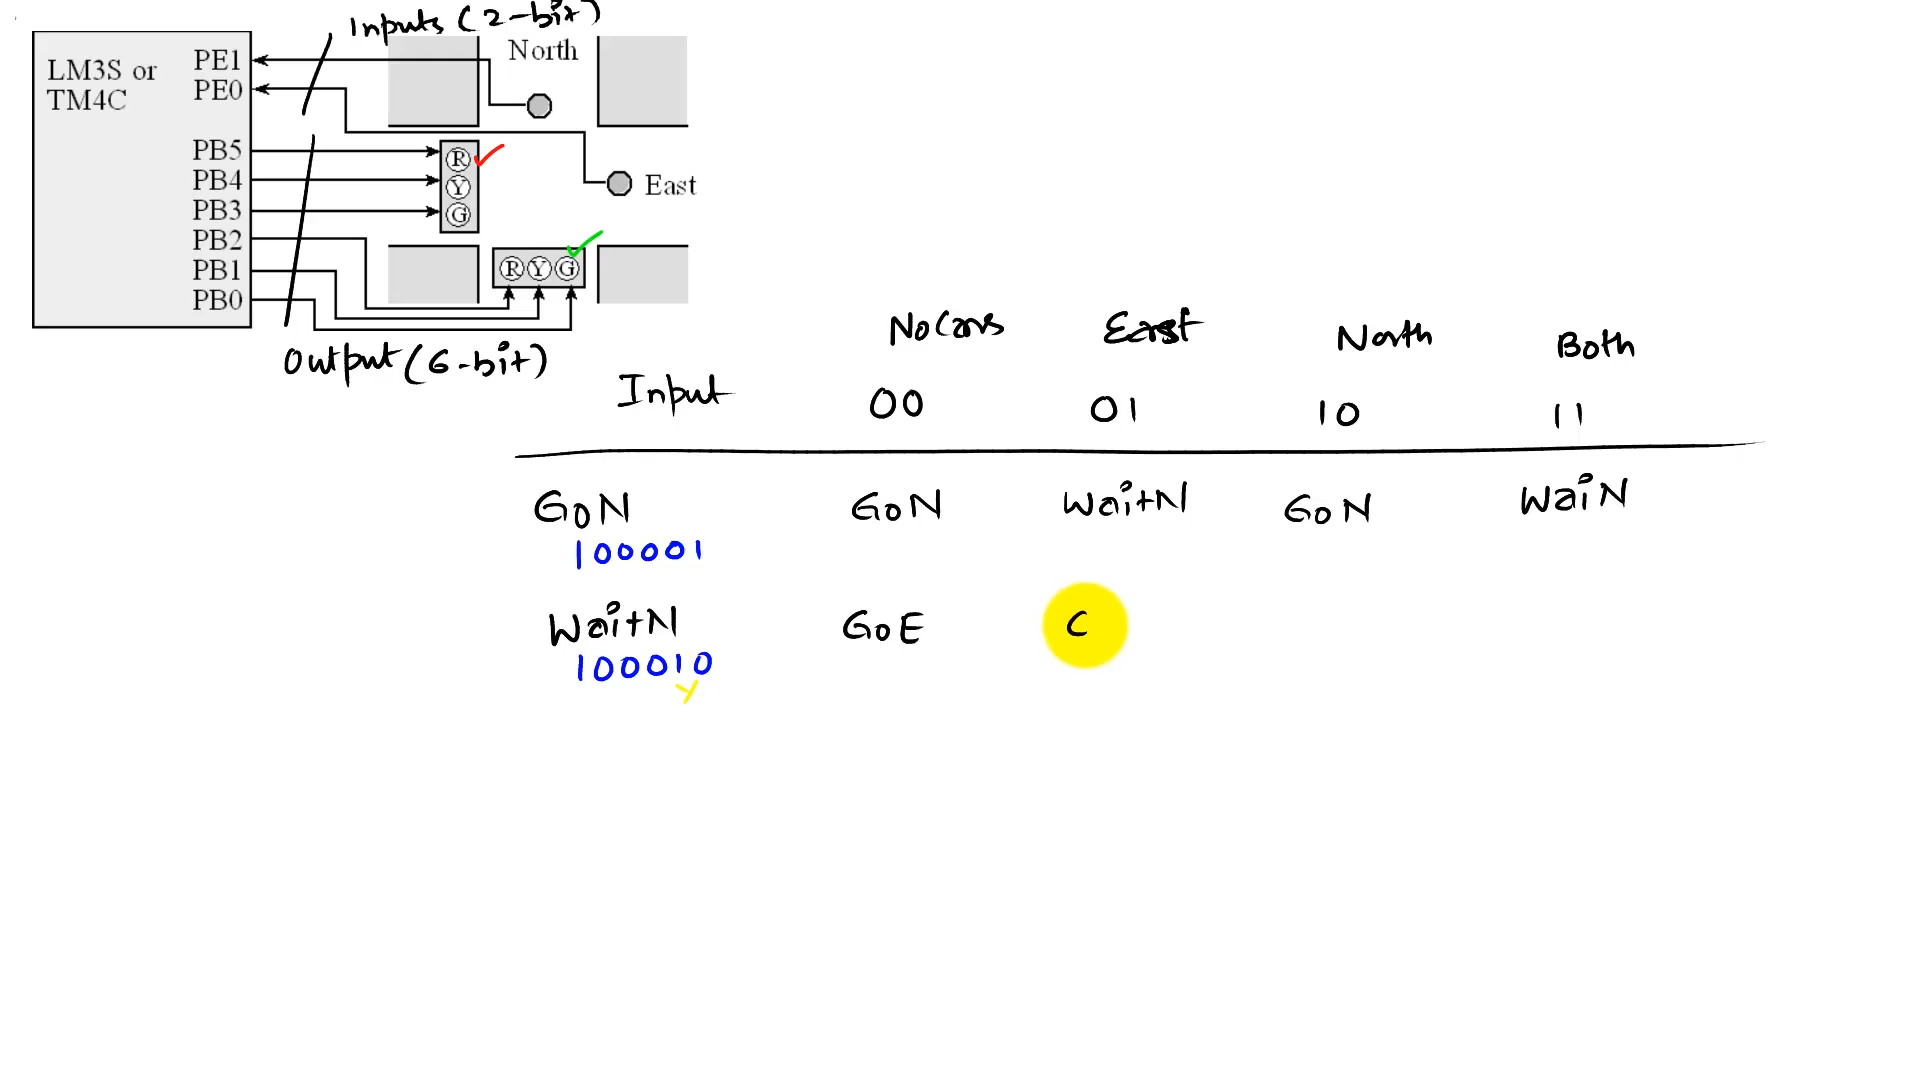 Inputs (2-bit)
North
LM3S or
TM4C
PE1
PE0
PB5
PB4
PB3
PB2
PB1
PB0
R
Y
G
East
R Y G
Output (6-bit)
No Cars East North Both
Input 00 01 10 11
GoN GoN WaitN GoN WaiN
100001
WaitN GoE C
100010
Y